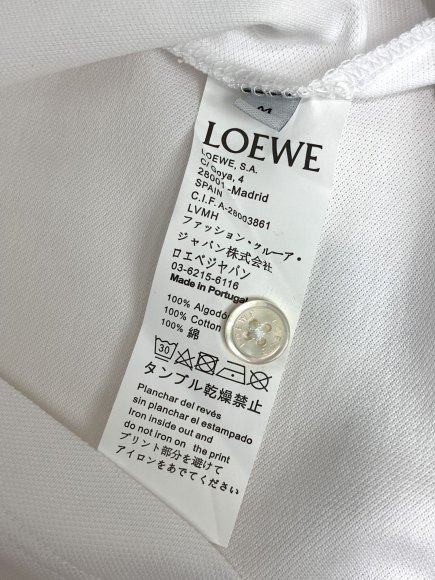 M
LOEWE
LOEWE, S.A.
C/ Goya, 4
28001-Madrid
SPAIN
C.I.F. A-28003861
LVMH
ファッション・グループ・
ジャパン株式会社
ロエベジャパン
03-6215-6116
Made in Portugal
100% Algodó
100% Cotton
100% 綿
30
タンブル乾燥禁止
Planchar del revés
sin planchar el estampado
Iron inside out and
do not iron on the print
プリント部分を避けて
アイロンをあててください